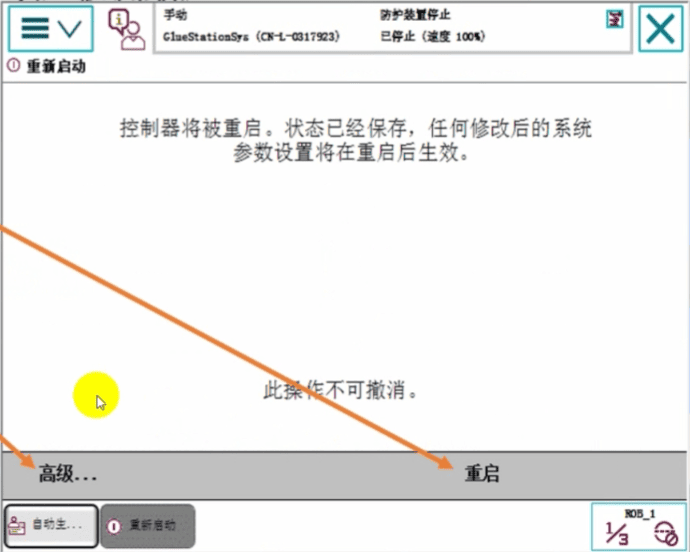 手动
防护装置停止
GlueStationSys (CN-L-0317923)
已停止 (速度 100%)
重新启动
控制器将被重启。状态已经保存，任何修改后的系统
参数设置将在重启后生效。
此操作不可撤消。
高级...
重启
自动生...
重新启动
ROB_1
1/3